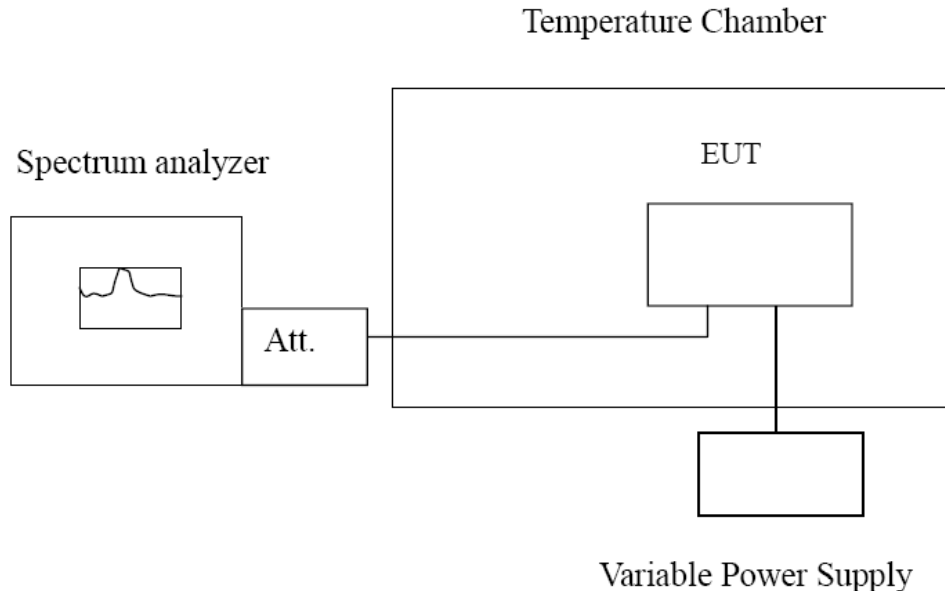 Temperature Chamber
Spectrum analyzer
EUT
Att.
Variable Power Supply